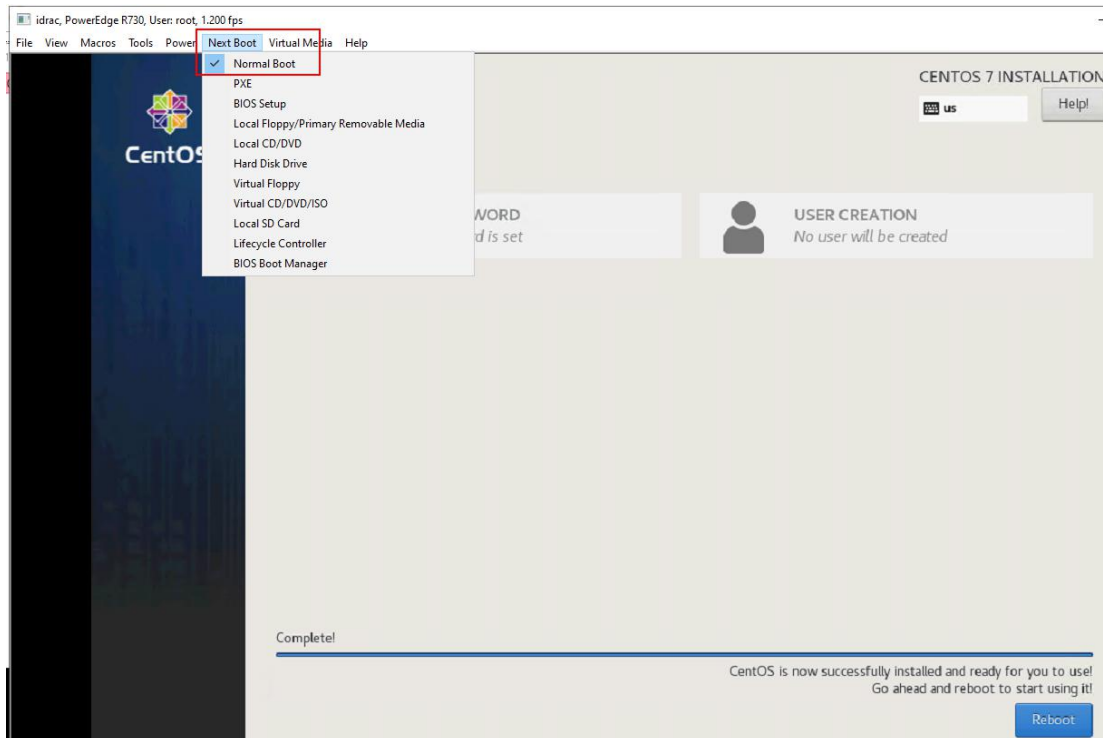 idrac, PowerEdge R730, User: root, 1.200 fps
File View Macros Tools Power Next Boot Virtual Media Help
Normal Boot
PXE
BIOS Setup
Local Floppy/Primary Removable Media
Local CD/DVD
Hard Disk Drive
Virtual Floppy
Virtual CD/DVD/ISO
Local SD Card
Lifecycle Controller
BIOS Boot Manager
CentOS
CENTOS 7 INSTALLATION
us
Help!
WORD
d is set
USER CREATION
No user will be created
Complete!
CentOS is now successfully installed and ready for you to use!
Go ahead and reboot to start using it!
Reboot